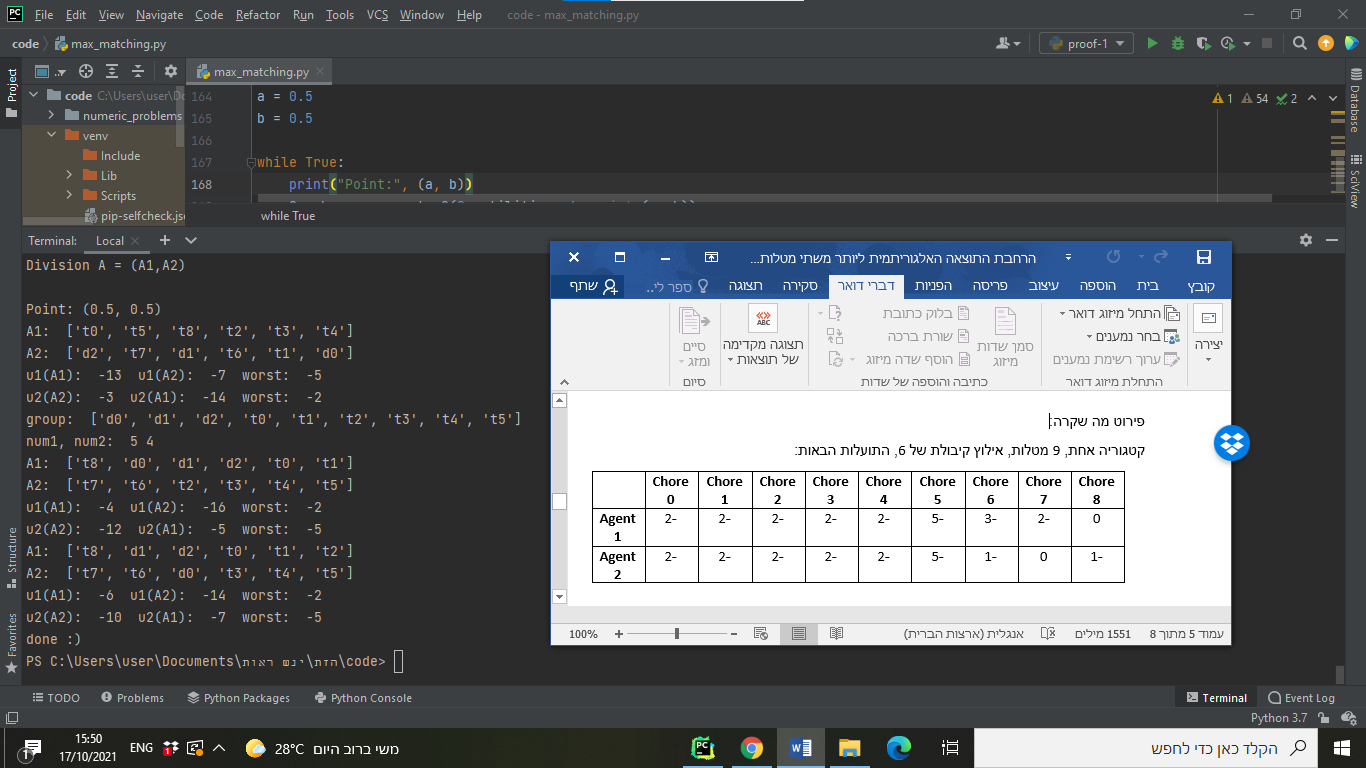 File Edit View Navigate Code Refactor Run Tools VCS Window Help code - max_matching.py
code max_matching.py proof-1
Project
code C:\Users\user\Do
numeric_problems
venv
Include
Lib
Scripts
pip-selfcheck.js
max_matching.py
164 a = 0.5
165 b = 0.5
166
167 while True:
168 print("Point:", (a, b))
while True
1 54 2
Database
SciView
Terminal: Local
Division A = (A1,A2)
Point: (0.5, 0.5)
A1: ['t0', 't5', 't8', 't2', 't3', 't4']
A2: ['d2', 't7', 'd1', 't6', 't1', 'd0']
u1(A1): -13 u1(A2): -7 worst: -5
u2(A2): -3 u2(A1): -14 worst: -2
group: ['d0', 'd1', 'd2', 't0', 't1', 't2', 't3', 't4', 't5']
num1, num2: 5 4
A1: ['t8', 'd0', 'd1', 'd2', 't0', 't1']
A2: ['t7', 't6', 't2', 't3', 't4', 't5']
u1(A1): -4 u1(A2): -16 worst: -2
u2(A2): -12 u2(A1): -5 worst: -5
A1: ['t8', 'd1', 'd2', 't0', 't1', 't2']
A2: ['t7', 't6', 'd0', 't3', 't4', 't5']
u1(A1): -6 u1(A2): -14 worst: -2
u2(A2): -10 u2(A1): -7 worst: -5
done :)
PS C:\Users\user\Documents\תואר שני\תזה\code>
Structure
Favorites
הרחבת התוצאה האלגוריתמית ליותר משתי מטלות...
קובץ בית הוספה עיצוב פריסה הפניות דברי דואר סקירה תצוגה ספר לי... שתף
יצירה
התחל מיזוג דואר
בחר נמענים
ערוך רשימת נמענים
התחלת מיזוג דואר
סמן שדות
מיזוג
בלוק כתובת
שורת ברכה
הוסף שדה מיזוג
כתיבה והוספה של שדות
ABC
תצוגה מקדימה
של תוצאות
סיים
ומזג
סיום
פירוט מה שקרה:
קטגוריה אחת, 9 מטלות, אילוץ קיבולת של 6, התועלות הבאות:
Chore 0 Chore 1 Chore 2 Chore 3 Chore 4 Chore 5 Chore 6 Chore 7 Chore 8
Agent 1 2- 2- 2- 2- 2- 5- 3- 2- 0
Agent 2 2- 2- 2- 2- 2- 5- 1- 0 1-
עמוד 5 מתוך 8 1551 מילים אנגלית (ארצות הברית) 100%
TODO Problems Python Packages Python Console Terminal Event Log
Python 3.7
15:50
17/10/2021
1
ENG 28°C משי ברוב היום
הקלד כאן כדי לחפש